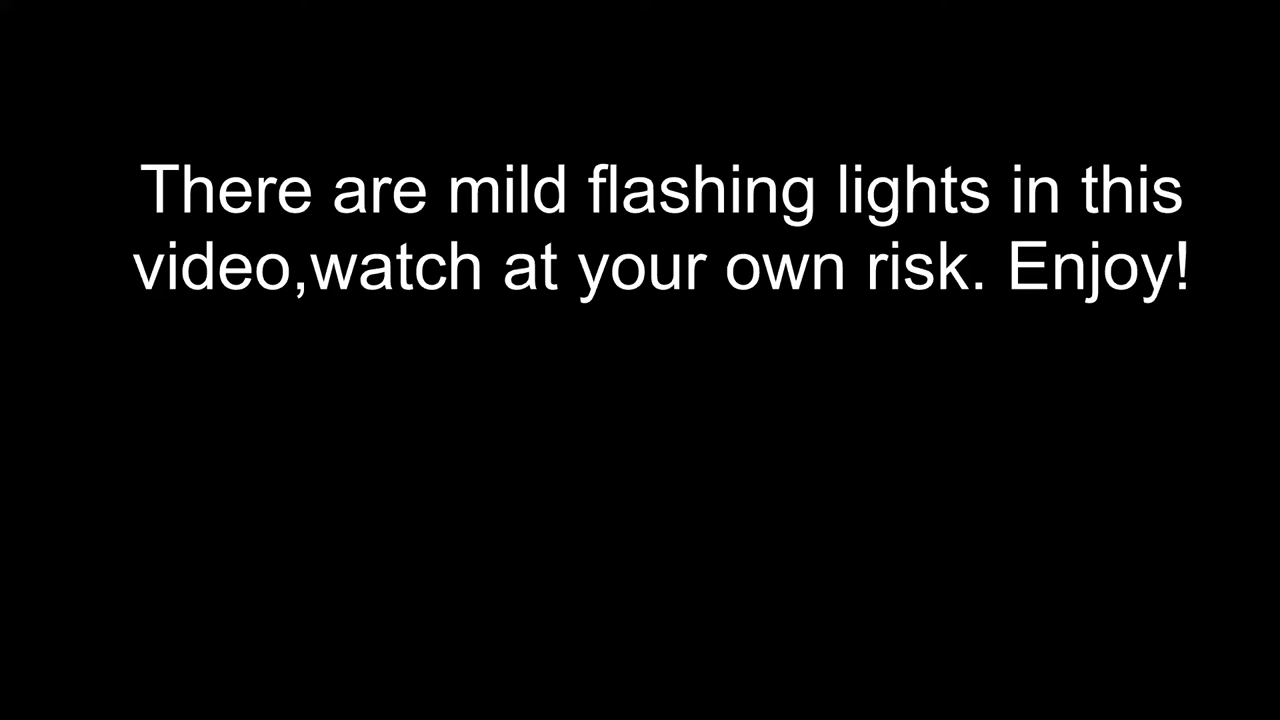 There are mild flashing lights in this
video,watch at your own risk. Enjoy!